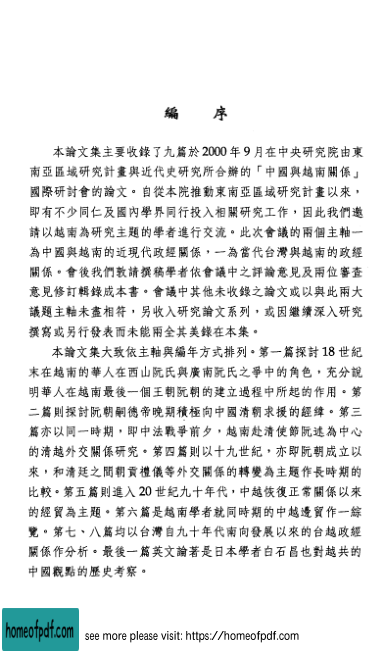 編 序
本論文集主要收錄了九篇於 2000 年 9 月在中央研究院由東
南亞區域研究計畫與近代史研究所合辦的「中國與越南關係」
國際研討會的論文。自從本院推動東南亞區域研究計畫以來，
即有不少同仁及國內學界同行投入相關研究工作，因此我們邀
請以越南為研究主題的學者進行交流。此次會議的兩個主軸一
為中國與越南的近現代政經關係，一為當代台灣與越南的政經
關係。會後我們敦請撰稿學者依會議中之評論意見及兩位審查
意見修訂輯錄成本書。會議中其他未收錄之論文或以與此兩大
議題主軸未盡相符，另收入研究論文系列，或因繼續深入研究
撰寫或另行發表而未能兩全其美錄在本集。
本論文集大致依主軸與編年方式排列。第一篇探討 18 世紀
末在越南的華人在西山阮氏與廣南阮氏之爭中的角色，充分說
明華人在越南最後一個王朝阮朝的建立過程中所起的作用。第
二篇則探討阮朝嗣德帝晚期積極向中國清朝求援的經緯。第三
篇亦以同一時期，即中法戰爭前夕，越南赴清使節阮述為中心
的清越外交關係研究。第四篇則以十九世紀，亦即阮朝成立以
來，和清廷之間朝貢禮儀等外交關係的轉變為主題作長時期的
比較。第五篇則進入 20 世紀九十年代，中越恢復正常關係以來
的經貿為主題。第六篇是越南學者就同時期的中越邊貿作一綜
覽。第七、八篇均以台灣自九十年代南向發展以來的台越政經
關係作分析。最後一篇英文論著是日本學者白石昌也對越共的
中國觀點的歷史考察。
homeofpdf.com
see more please visit: https://homeofpdf.com